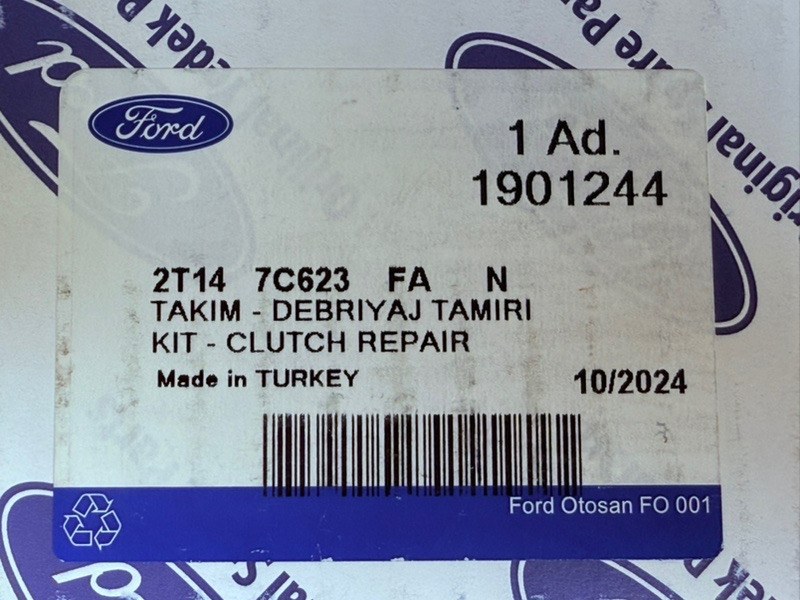 Ford
1 Ad.
1901244
2T14 7C623 FA N
TAKIM - DEBRIYAJ TAMIRI
KIT - CLUTCH REPAIR
Made in TURKEY
10/2024
Ford Otosan FO 001